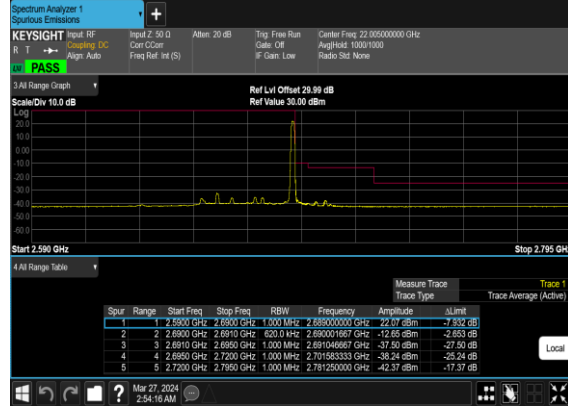 Spectrum Analyzer 1
Spurious Emissions
KEYSIGHT Input: RF Input Z: 50 Ω Atten: 20 dB Trig: Free Run Center Freq: 22.005000000 GHz
R T Coupling: DC Corr CCorr Gate: Off Avg|Hold: 1000/1000
Align: Auto Freq Ref: Int (S) IF Gain: Low Radio Std: None
LW PASS
3 All Range Graph
Ref Lvl Offset 29.99 dB
Scale/Div 10.0 dB Ref Value 30.00 dBm
Log
20.0
10.0
0.00
-10.0
-20.0
-30.0
-40.0
-50.0
-60.0
Start 2.590 GHz Stop 2.795 GH
4 All Range Table
Measure Trace Trace 1
Trace Type Trace Average (Active)
Spur Range Start Freq Stop Freq RBW Frequency Amplitude ΔLimit
1 1 2.5900 GHz 2.6900 GHz 1.000 MHz 2.689000000 GHz 22.07 dBm -7.932 dB
2 2 2.6900 GHz 2.6910 GHz 620.0 kHz 2.690001667 GHz -12.65 dBm -2.653 dB
3 3 2.6910 GHz 2.6950 GHz 1.000 MHz 2.691046667 GHz -37.50 dBm -27.50 dB
4 4 2.6950 GHz 2.7200 GHz 1.000 MHz 2.701583333 GHz -38.24 dBm -25.24 dB
5 5 2.7200 GHz 2.7950 GHz 1.000 MHz 2.781250000 GHz -42.37 dBm -17.37 dB
Local
Mar 27, 2024
2:54:16 AM